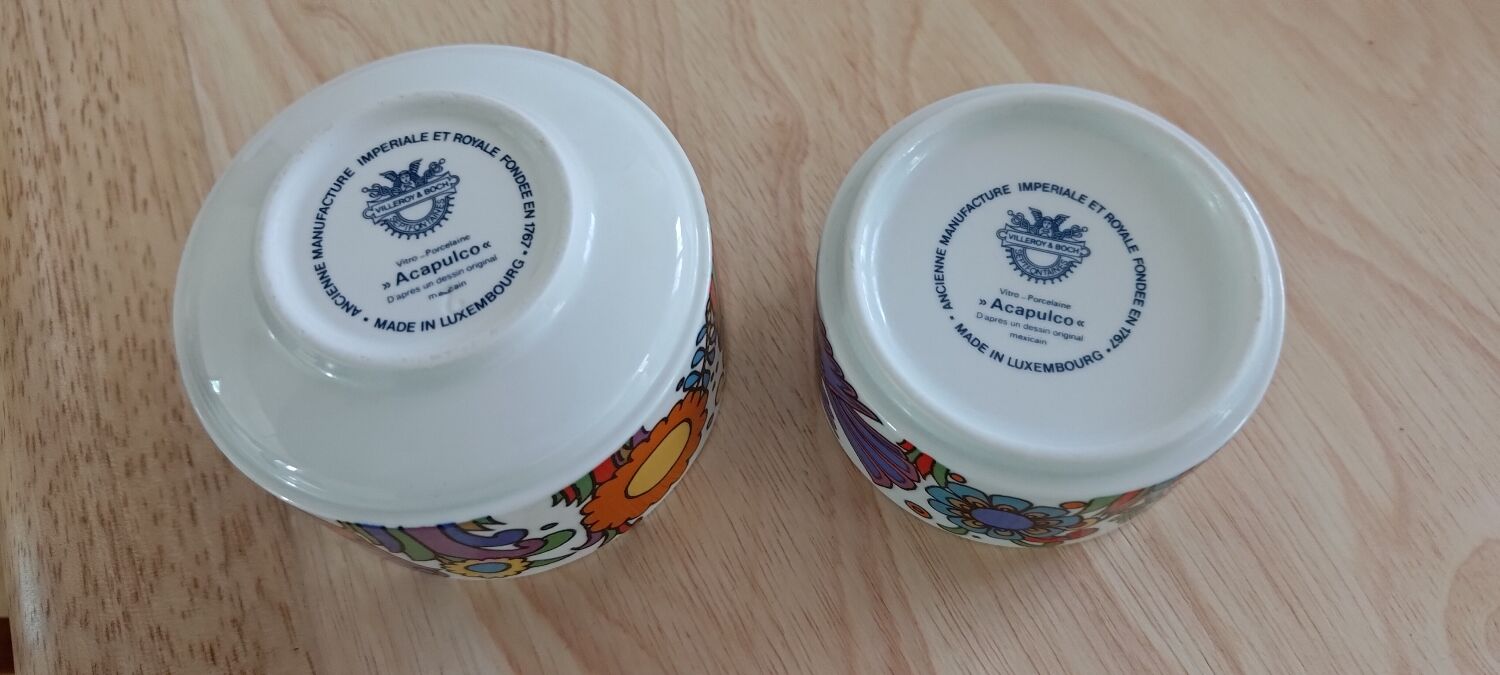 ANCIENNE MANUFACTURE IMPERIALE ET ROYALE FONDEE EN 1767 • MADE IN LUXEMBOURG •
VILLEROY & BOCH
SEPTFONTAINES
Vitro - Porcelaine
» Acapulco «
D'apres un dessin original
mexicain
ANCIENNE MANUFACTURE IMPERIALE ET ROYALE FONDEE EN 1767 • MADE IN LUXEMBOURG •
VILLEROY & BOCH
SEPTFONTAINES
Vitro - Porcelaine
» Acapulco «
D'apres un dessin original
mexicain